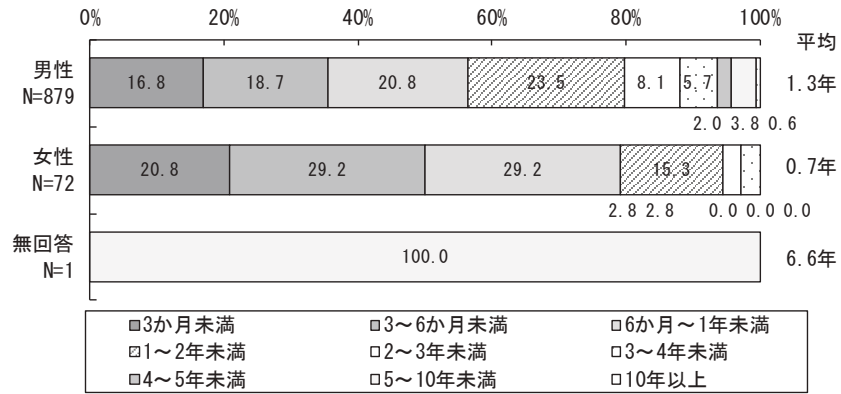 0% 20% 40% 60% 80% 100%
平均
男性
N=879
16.8 18.7 20.8 23.5 8.1 5.7 1.3年
2.0 3.8 0.6
女性
N=72
20.8 29.2 29.2 15.3 0.7年
2.8 2.8 0.0 0.0 0.0
無回答
N=1
100.0 6.6年
3か月未満 3～6か月未満 6か月～1年未満
1～2年未満 2～3年未満 3～4年未満
4～5年未満 5～10年未満 10年以上